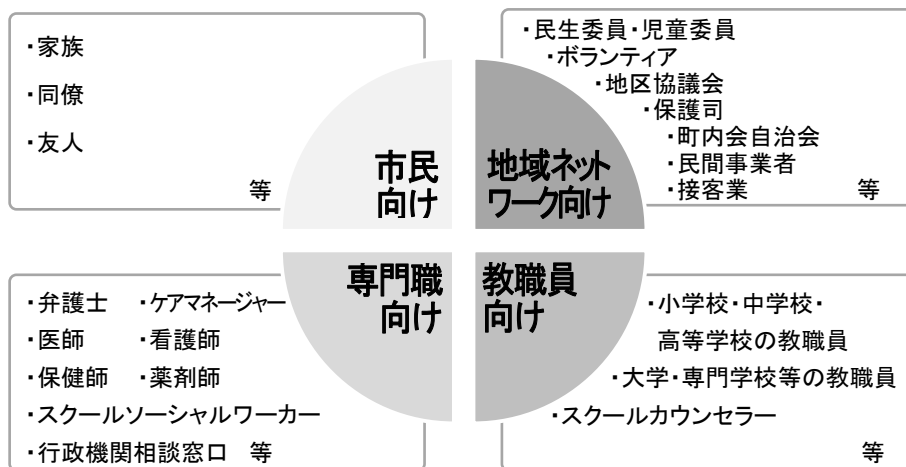 ・家族
・同僚
・友人
等
市民
向け
・民生委員・児童委員
・ボランティア
・地区協議会
・保護司
・町内会自治会
・民間事業者
・接客業 等
地域ネット
ワーク向け
・弁護士 ・ケアマネージャー
・医師 ・看護師
・保健師 ・薬剤師
・スクールソーシャルワーカー
・行政機関相談窓口 等
専門職
向け
教職員
向け
・小学校・中学校・
高等学校の教職員
・大学・専門学校等の教職員
・スクールカウンセラー
等